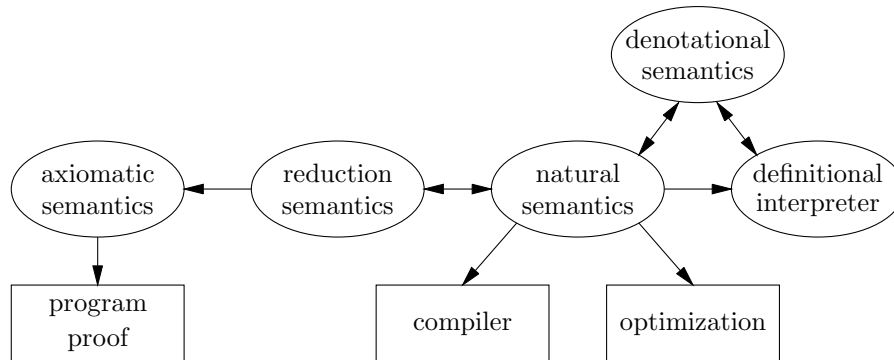 denotational
semantics
axiomatic
semantics
reduction
semantics
natural
semantics
definitional
interpreter
program
proof
compiler
optimization